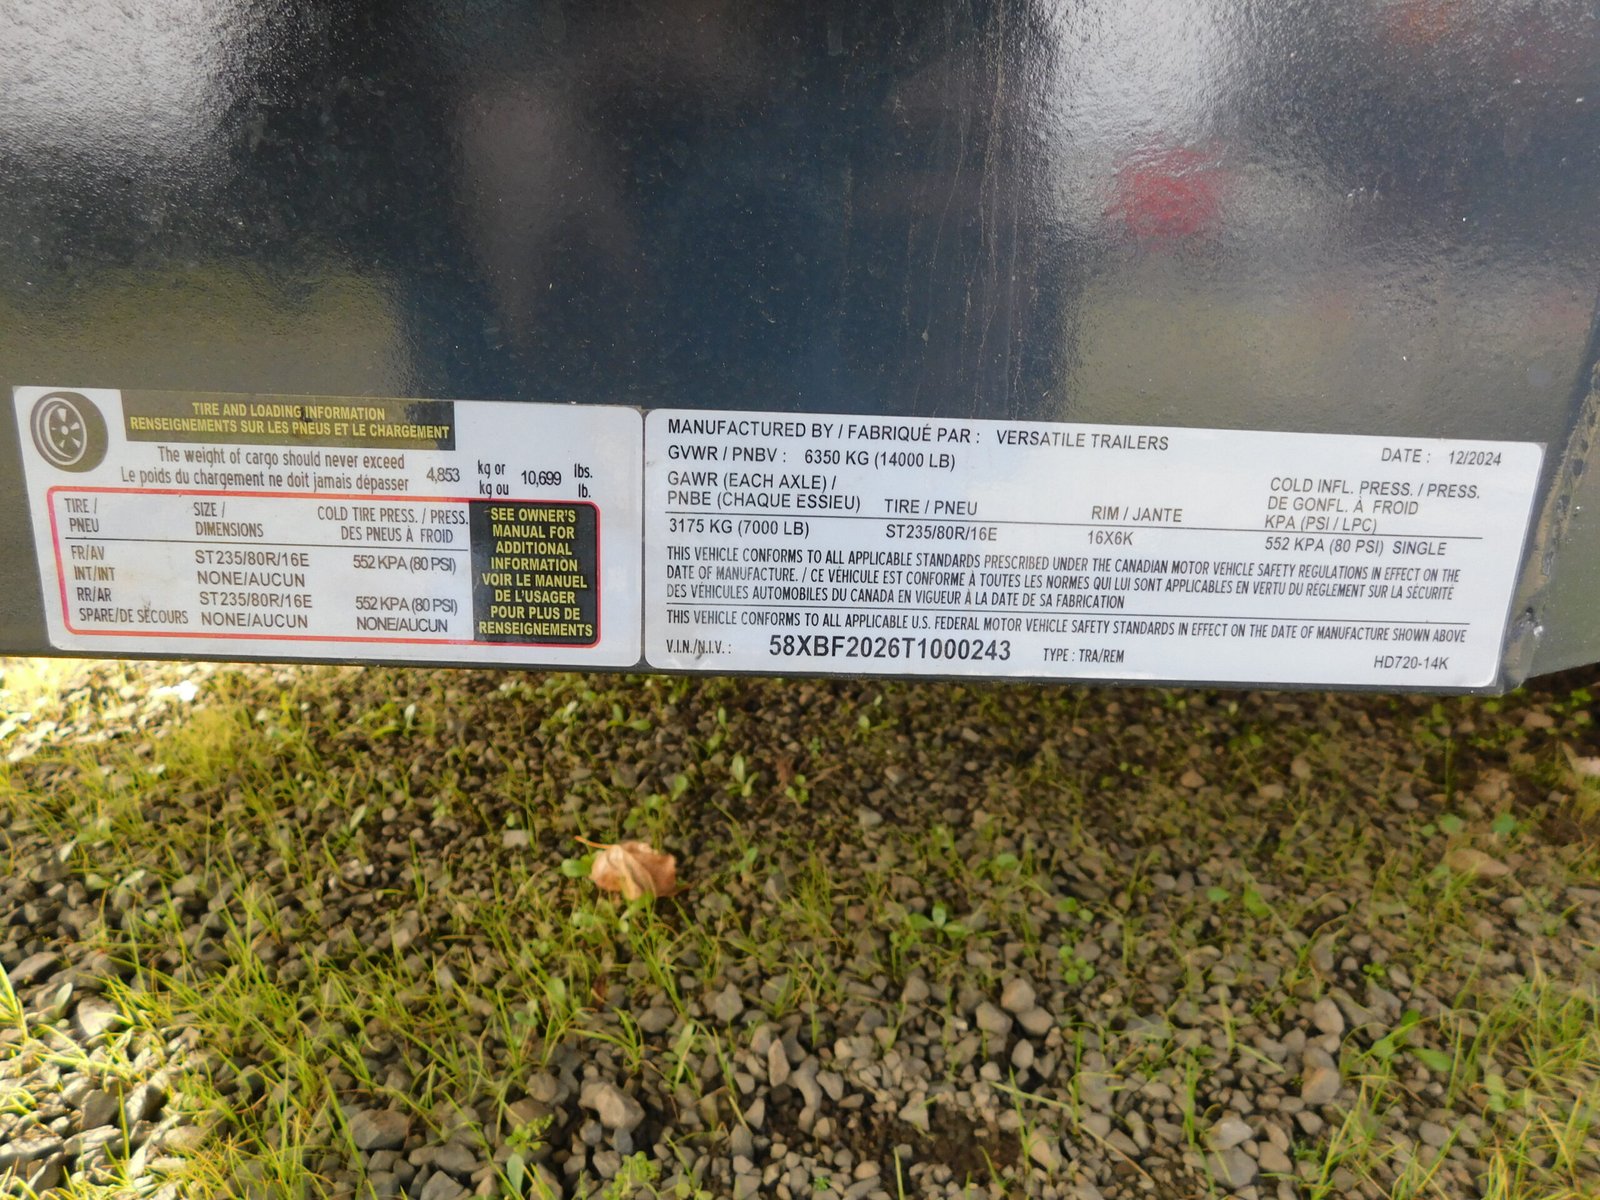 TIRE AND LOADING INFORMATION
RENSEIGNEMENTS SUR LES PNEUS ET LE CHARGEMENT
The weight of cargo should never exceed
Le poids du chargement ne doit jamais dépasser
4,853 kg or 10,699 lbs.
kg ou lb.
TIRE / SIZE / COLD TIRE PRESS. / PRESS.
PNEU DIMENSIONS DES PNEUS À FROID
FR/AV ST235/80R/16E 552 KPA (80 PSI)
INT/INT NONE/AUCUN
RR/AR ST235/80R/16E 552 KPA (80 PSI)
SPARE/DE SECOURS NONE/AUCUN NONE/AUCUN
SEE OWNER'S
MANUAL FOR
ADDITIONAL
INFORMATION
VOIR LE MANUEL
DE L'USAGER
POUR PLUS DE
RENSEIGNEMENTS
MANUFACTURED BY / FABRIQUÉ PAR : VERSATILE TRAILERS
GVWR / PNBV : 6350 KG (14000 LB) DATE : 12/2024
GAWR (EACH AXLE) /
PNBE (CHAQUE ESSIEU) TIRE / PNEU RIM / JANTE
COLD INFL. PRESS. / PRESS.
DE GONFL. À FROID
KPA (PSI / LPC)
3175 KG (7000 LB) ST235/80R/16E 16X6K 552 KPA (80 PSI) SINGLE
THIS VEHICLE CONFORMS TO ALL APPLICABLE STANDARDS PRESCRIBED UNDER THE CANADIAN MOTOR VEHICLE SAFETY REGULATIONS IN EFFECT ON THE
DATE OF MANUFACTURE. / CE VÉHICULE EST CONFORME À TOUTES LES NORMES QUI LUI SONT APPLICABLES EN VERTU DU RÈGLEMENT SUR LA SÉCURITÉ
DES VÉHICULES AUTOMOBILES DU CANADA EN VIGUEUR À LA DATE DE SA FABRICATION
THIS VEHICLE CONFORMS TO ALL APPLICABLE U.S. FEDERAL MOTOR VEHICLE SAFETY STANDARDS IN EFFECT ON THE DATE OF MANUFACTURE SHOWN ABOVE
V.I.N./N.I.V. : 58XBF2026T1000243 TYPE : TRA/REM HD720-14K